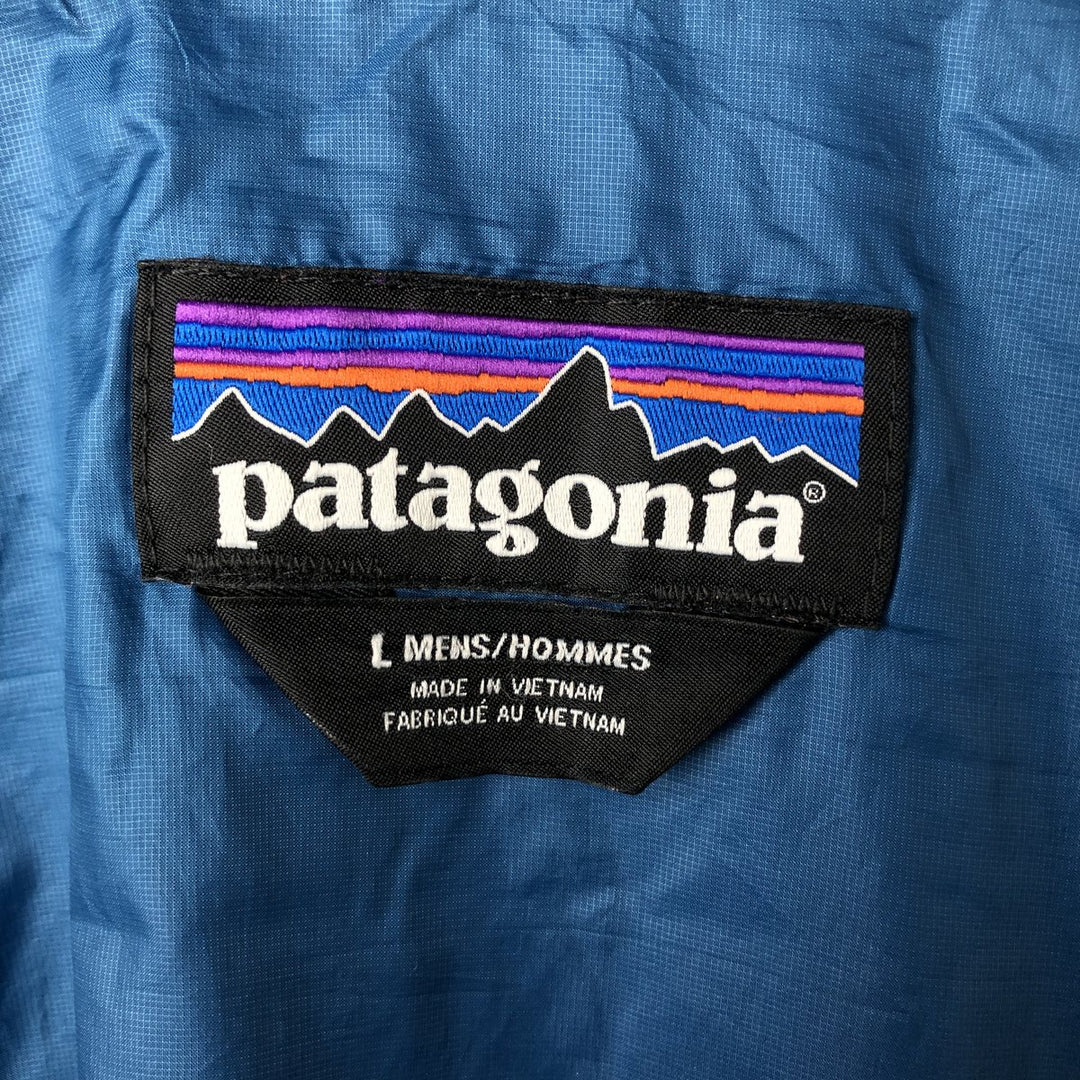 patagonia®
L MENS/HOMMES
MADE IN VIETNAM
FABRIQUÉ AU VIETNAM